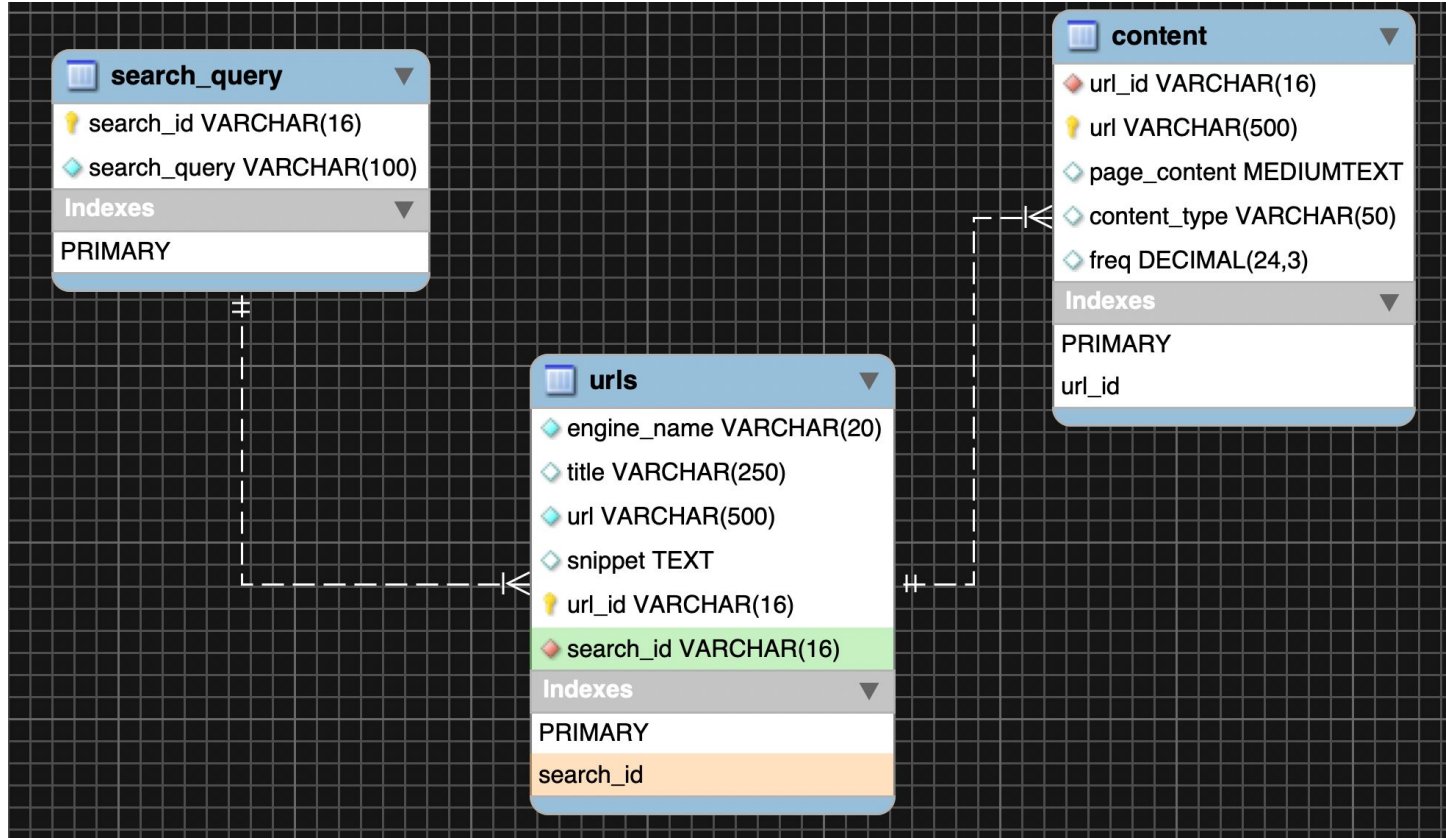 search_query
search_id VARCHAR(16)
search_query VARCHAR(100)
Indexes
PRIMARY
urls
engine_name VARCHAR(20)
title VARCHAR(250)
url VARCHAR(500)
snippet TEXT
url_id VARCHAR(16)
search_id VARCHAR(16)
Indexes
PRIMARY
search_id
content
url_id VARCHAR(16)
url VARCHAR(500)
page_content MEDIUMTEXT
content_type VARCHAR(50)
freq DECIMAL(24,3)
Indexes
PRIMARY
url_id